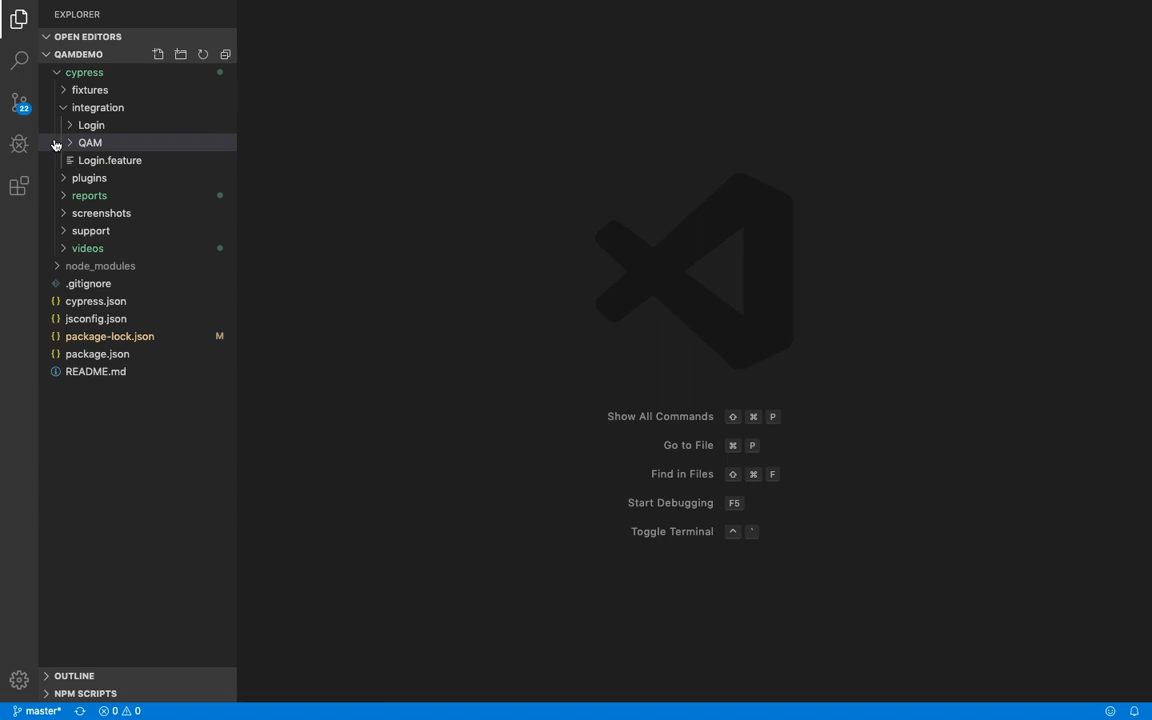 EXPLORER
OPEN EDITORS
QAMDEMO
cypress
fixtures
integration
Login
QAM
Login.feature
plugins
reports
screenshots
support
videos
node_modules
.gitignore
{} cypress.json
{} jsconfig.json
{} package-lock.json M
{} package.json
README.md
22
Show All Commands ⇧ ⌘ P
Go to File ⌘ P
Find in Files ⇧ ⌘ F
Start Debugging F5
Toggle Terminal ^ `
OUTLINE
NPM SCRIPTS
master* 0 0